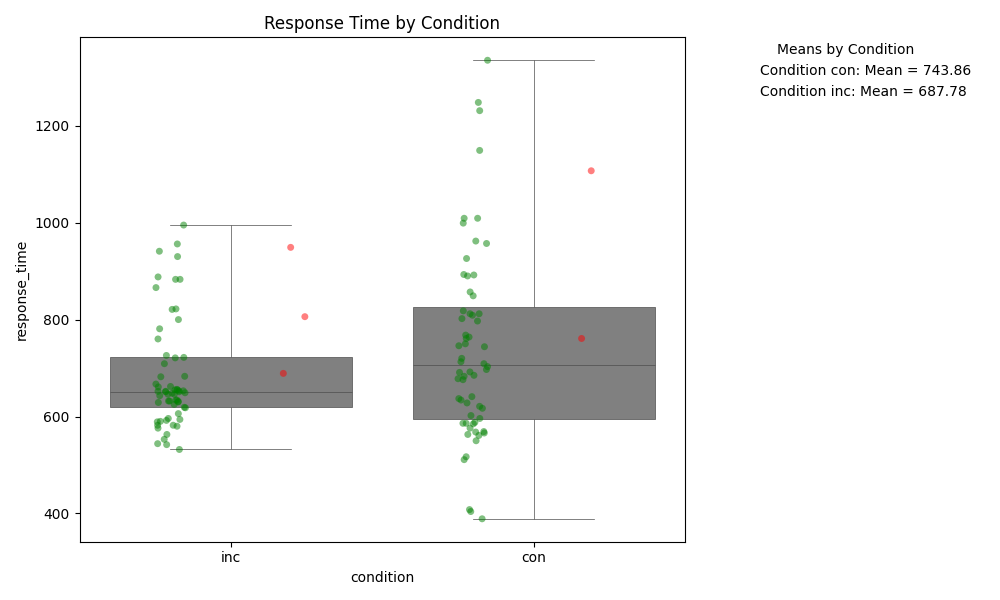 Response Time by Condition
Means by Condition
Condition con: Mean = 743.86
Condition inc: Mean = 687.78
1200
1000
800
600
400
response_time
inc
con
condition